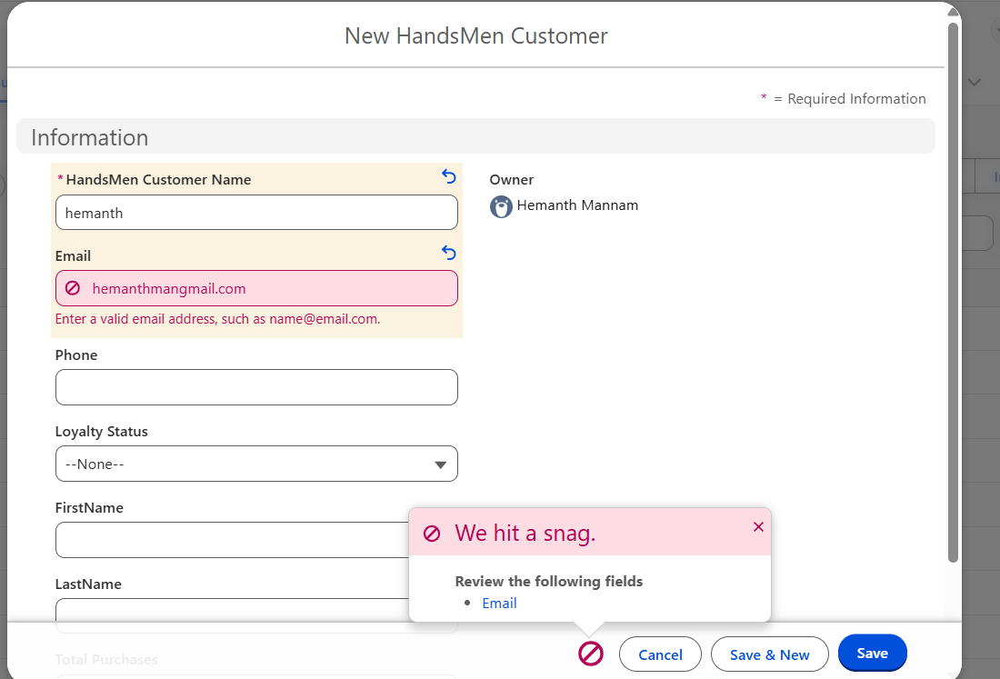 New HandsMen Customer
* = Required Information
Information
*HandsMen Customer Name
hemanth
Owner
Hemanth Mannam
Email
hemanthmangmail.com
Enter a valid email address, such as name@email.com.
Phone
Loyalty Status
--None--
FirstName
LastName
Total Purchases
We hit a snag.
Review the following fields
• Email
Cancel
Save & New
Save